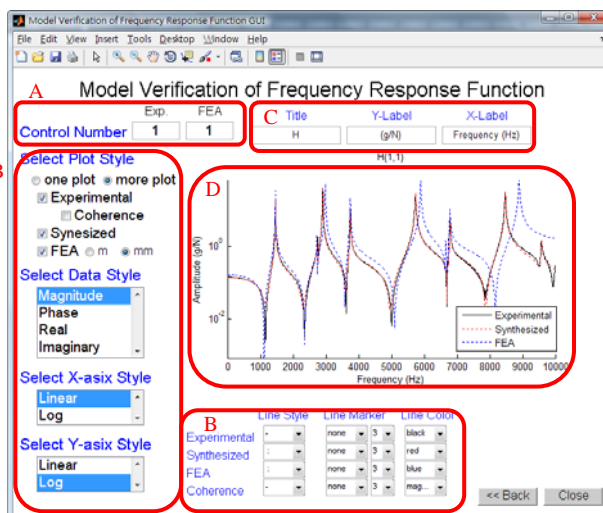 Model Verification of Frequency Response Function GUI
File Edit View Insert Tools Desktop Window Help
Model Verification of Frequency Response Function
A
Exp. FEA
Control Number 1 1
C
Title Y-Label X-Label
H (g/N) Frequency (Hz)
H(1,1)
B
Select Plot Style
one plot more plot
Experimental
Coherence
Synesized
FEA m mm
Select Data Style
Magnitude
Phase
Real
Imaginary
Select X-asix Style
Linear
Log
Select Y-asix Style
Linear
Log
D
Amplitude (g/N)
10^0
10^-2
Experimental
Synthesized
FEA
0 1000 2000 3000 4000 5000 6000 7000 8000 9000 10000
Frequency (Hz)
B
Line Style Line Marker Line Color
Experimental - none 3 black
Synthesized : none 3 red
FEA : none 3 blue
Coherence - none 3 mag...
<< Back Close